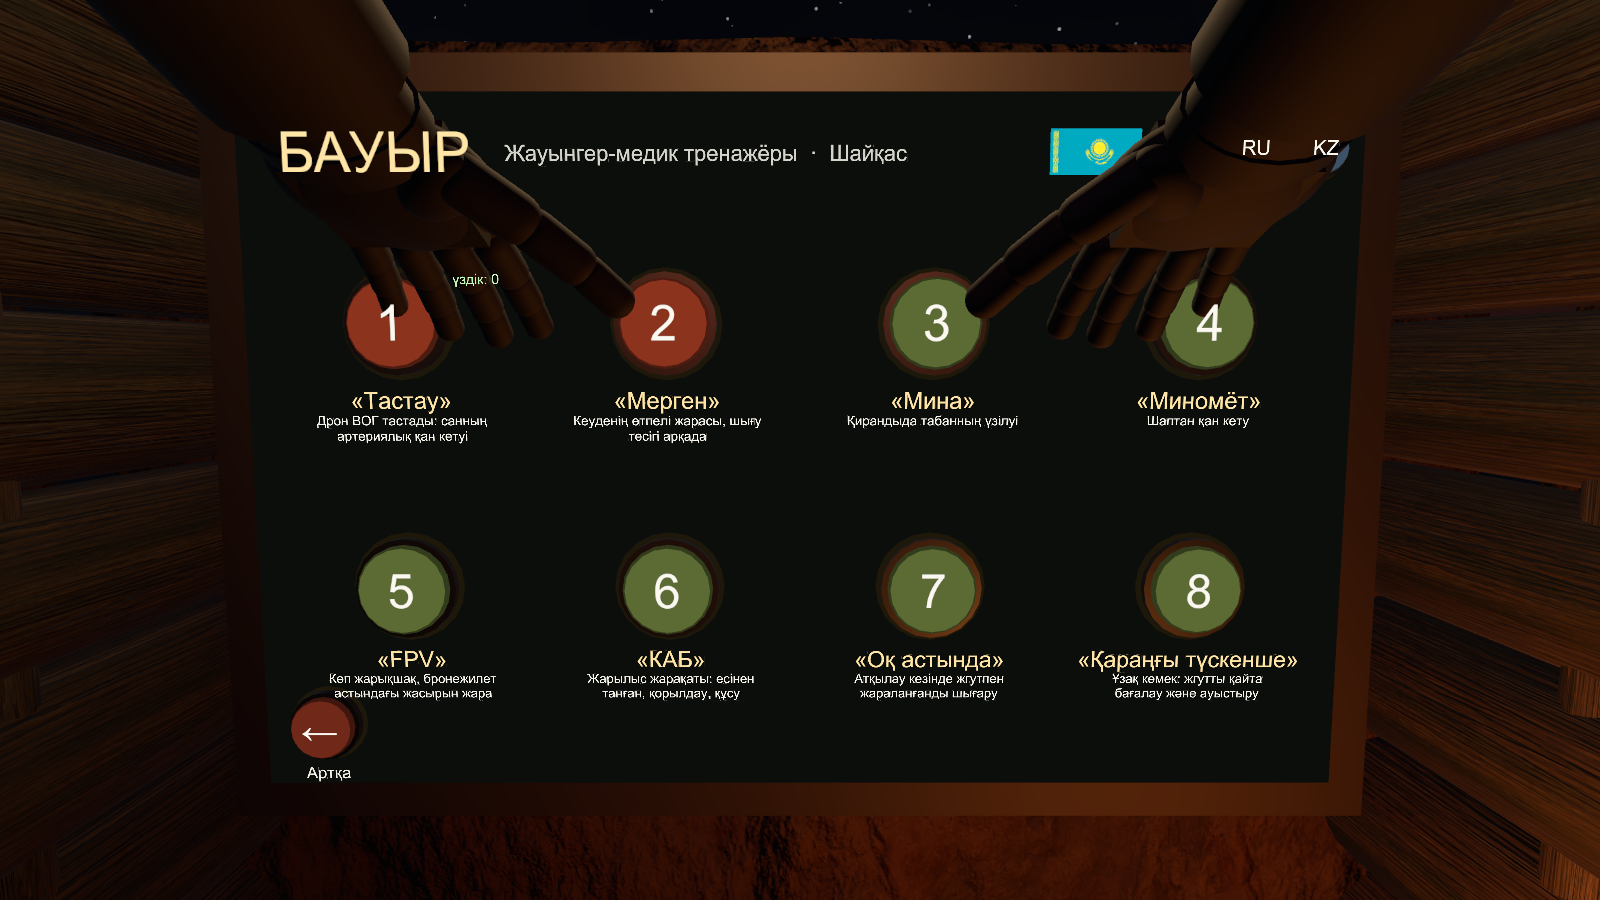 БАУЫР
Жауынгер-медик тренажёры · Шайқас
RU
KZ
үздік: 0
1
2
3
4
«Тастау»
Дрон ВОГ тастады: санның
артериялық қан кетуі
«Мерген»
Кеуденің өтпелі жарасы, шығу
тесігі арқада
«Мина»
Қирандыда табанның үзілуі
«Миномёт»
Шаптан қан кету
5
6
7
8
«FPV»
Көп жарықшақ, бронежилет
астындағы жасырын жара
«КАБ»
Жарылыс жарақаты: есінен
танған, қорылдау, құсу
«Оқ астында»
Атқылау кезінде жгутпен
жараланғанды шығару
«Қараңғы түскенше»
Ұзақ көмек: жгутты қайта
бағалау және ауыстыру
←
Артқа